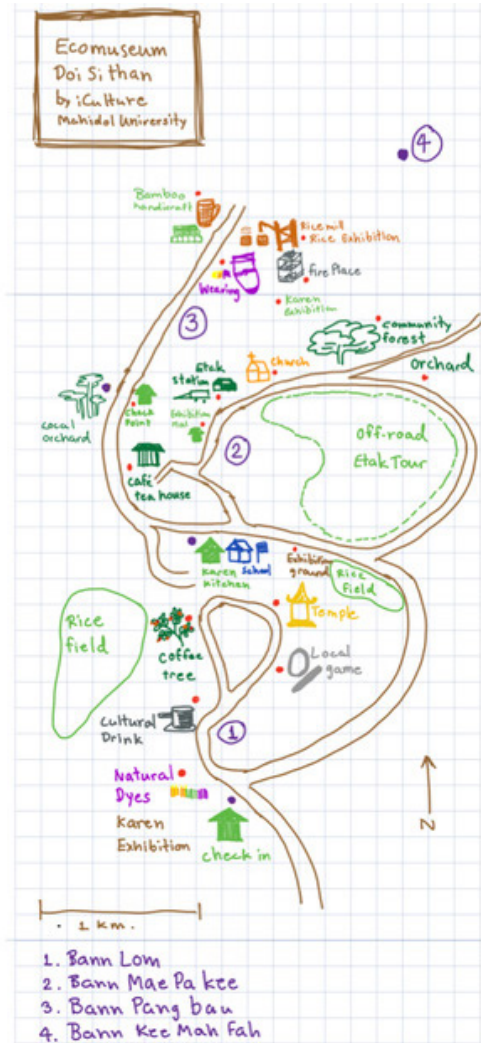 Ecomuseum
Doi Si than
by iCulture
Mahidol University
4
Bamboo
handicraft
Rice mill
Rice Exhibition
Fire Place
Wearing
Karen
Exhibition
3
community
forest
Church
Etak
station
orchard
Check
Point
Exhibition
Hal
Local
orchard
2
Off-road
Etak Tour
Café
tea house
Karen
Kitchen
School
Exhibition
ground
Rice
Field
Temple
Rice
field
coffee
tree
Local
game
Cultural
Drink
1
Natural
Dyes
Karen
Exhibition
check in
N
1 km.
1. Bann Lom
2. Bann Mae Pa kee
3. Bann Pang bau
4. Bann Kee Mah Fah